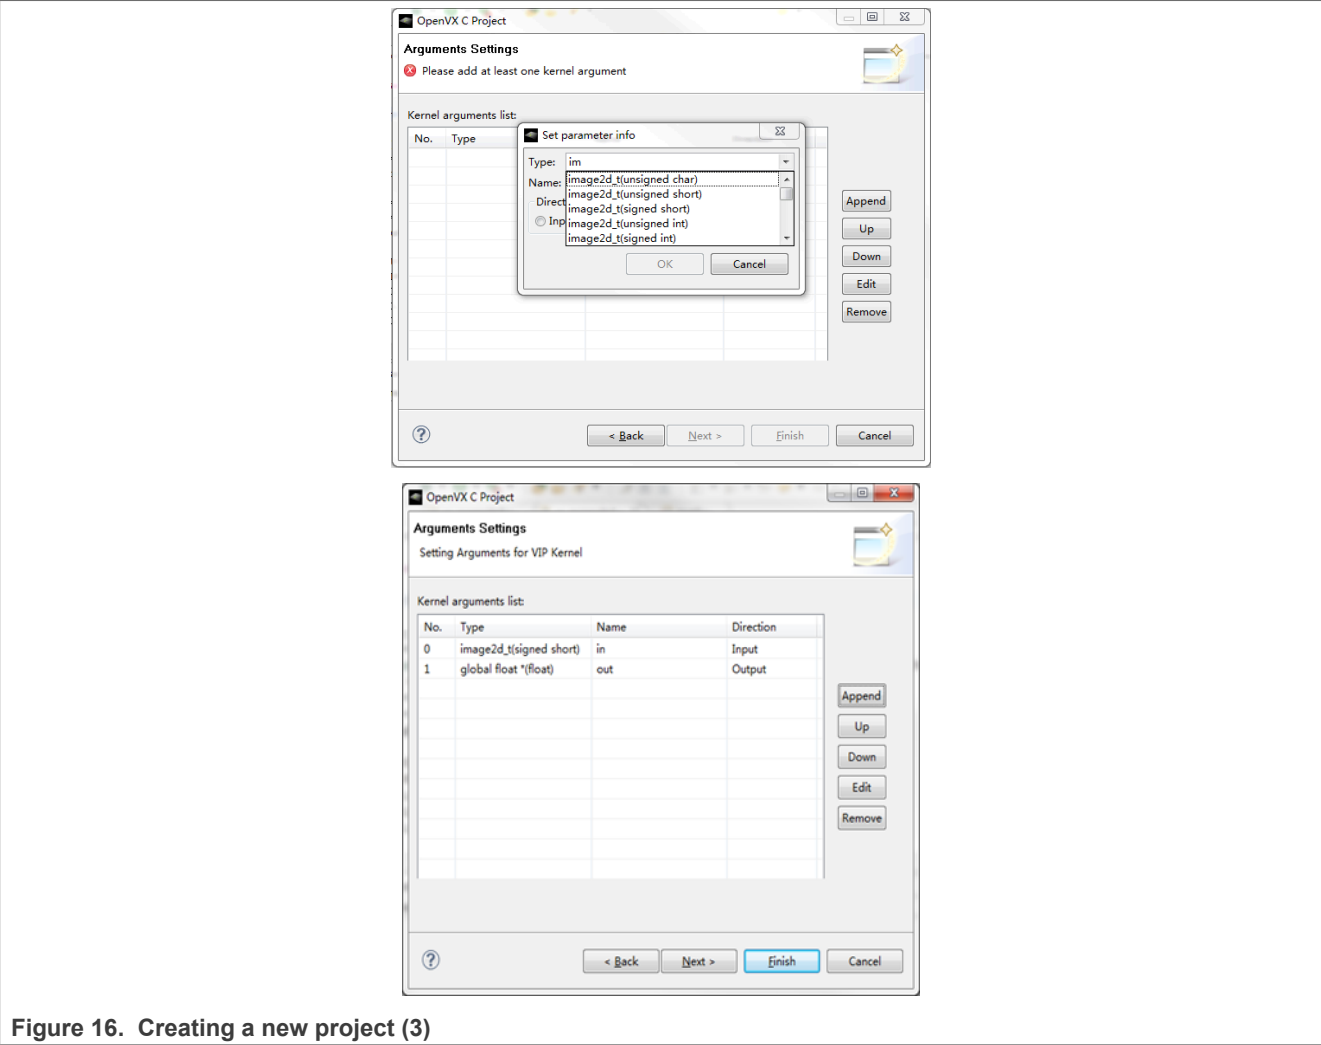 OpenVX C Project
Arguments Settings
Please add at least one kernel argument
Kernel arguments list:
No. Type
Set parameter info
Type: im
image2d_t(unsigned char)
Name:
image2d_t(unsigned short)
Direct
image2d_t(signed short)
Inp
image2d_t(unsigned int)
image2d_t(signed int)
OK Cancel
Append
Up
Down
Edit
Remove
< Back Next > Finish Cancel
OpenVX C Project
Arguments Settings
Setting Arguments for VIP Kernel
Kernel arguments list:
No. Type Name Direction
0 image2d_t(signed short) in Input
1 global float *(float) out Output
Append
Up
Down
Edit
Remove
< Back Next > Finish Cancel
Figure 16. Creating a new project (3)